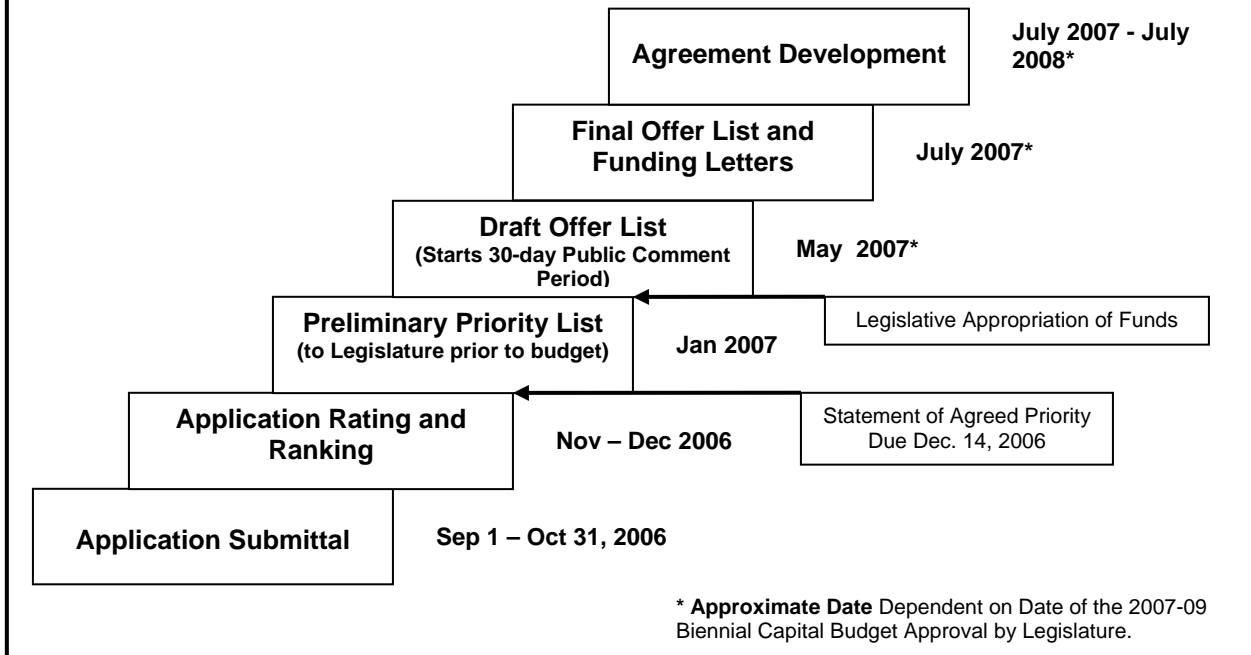 Agreement Development
July 2007 - July
2008*
Final Offer List and
Funding Letters
July 2007*
Draft Offer List
(Starts 30-day Public Comment
Period)
May 2007*
Legislative Appropriation of Funds
Preliminary Priority List
(to Legislature prior to budget)
Jan 2007
Statement of Agreed Priority
Due Dec. 14, 2006
Application Rating and
Ranking
Nov – Dec 2006
Application Submittal
Sep 1 – Oct 31, 2006
* Approximate Date Dependent on Date of the 2007-09
Biennial Capital Budget Approval by Legislature.